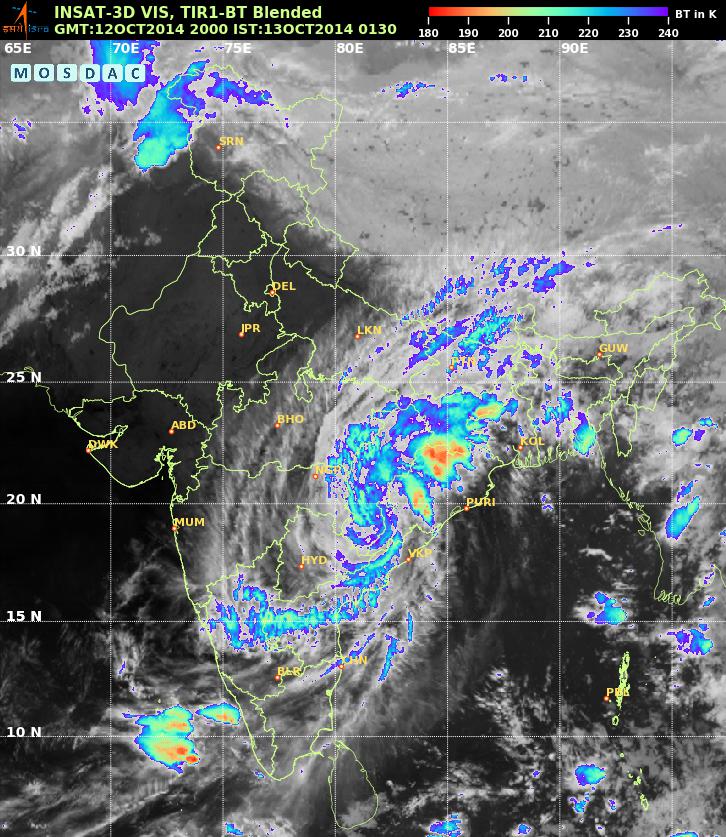 INSAT-3D VIS, TIR1-BT Blended
GMT:12OCT2014 2000 IST:13OCT2014 0130
BT in K
180 190 200 210 220 230 240
65E 70E 75E 80E 85E 90E
MOSDAC
SRN
30 N
DEL
JPR
LKN
GUW
PTN
25 N
ABD
BHO
DWK
KOL
NGP
20 N
PURI
MUM
VKP
HYD
15 N
BLR
PBL
10 N